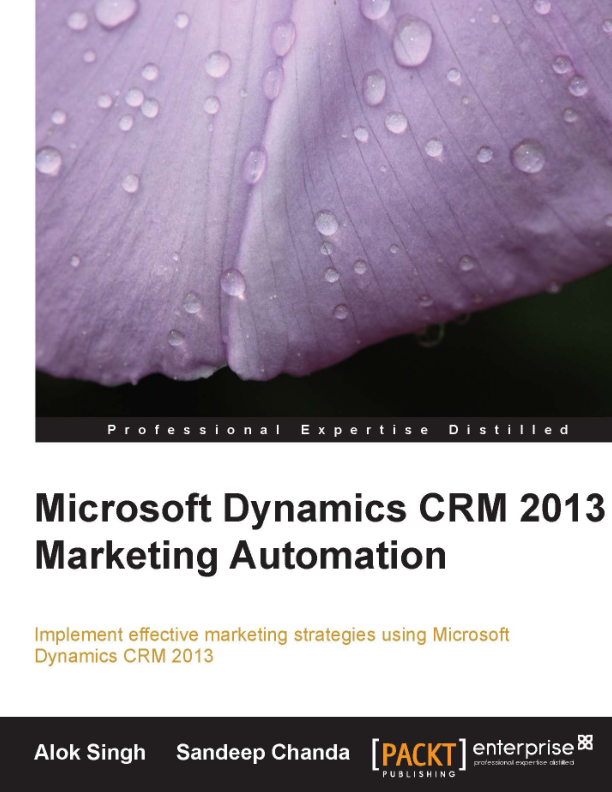 Professional Expertise Distilled
Microsoft Dynamics CRM 2013
Marketing Automation
Implement effective marketing strategies using Microsoft
Dynamics CRM 2013
Alok Singh Sandeep Chanda
[PACKT]
PUBLISHING
enterprise
professional expertise distilled